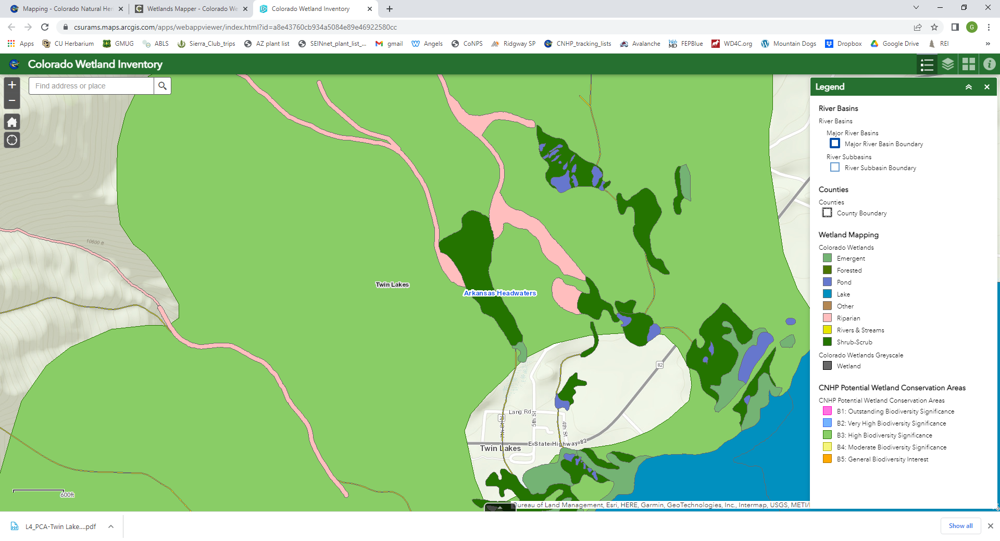 Mapping - Colorado Natural Her
Wetlands Mapper - Colorado We
Colorado Wetland Inventory
csurams.maps.arcgis.com/apps/webappviewer/index.html?id=a8e43760cb934a5084e89e46922580cc
G
Apps
CU Herbarium
GMUG
ABLS
Sierra_Club_trips
AZ plant list
SEINnet_plant_list_...
gmail
Angels
CoNPS
Ridgway SP
CNHP_tracking_lists
Avalanche
FEPBlue
WD4C.org
Mountain Dogs
Dropbox
Google Drive
REI
»
Colorado Wetland Inventory
Find address or place
10600 ft
Twin Lakes
Arkansas Headwaters
82
Lang Rd
5th St
4th St
E State Highway 82
Twin Lakes
600ft
Bureau of Land Management, Esri, HERE, Garmin, GeoTechnologies, Inc., Intermap, USGS, METI/
Legend
River Basins
River Basins
Major River Basins
Major River Basin Boundary
River Subbasins
River Subbasin Boundary
Counties
Counties
County Boundary
Wetland Mapping
Colorado Wetlands
Emergent
Forested
Pond
Lake
Other
Riparian
Rivers & Streams
Shrub-Scrub
Colorado Wetlands Greyscale
Wetland
CNHP Potential Wetland Conservation Areas
CNHP Potential Wetland Conservation Areas
B1: Outstanding Biodiversity Significance
B2: Very High Biodiversity Significance
B3: High Biodiversity Significance
B4: Moderate Biodiversity Significance
B5: General Biodiversity Interest
L4_PCA-Twin Lake....pdf
Show all